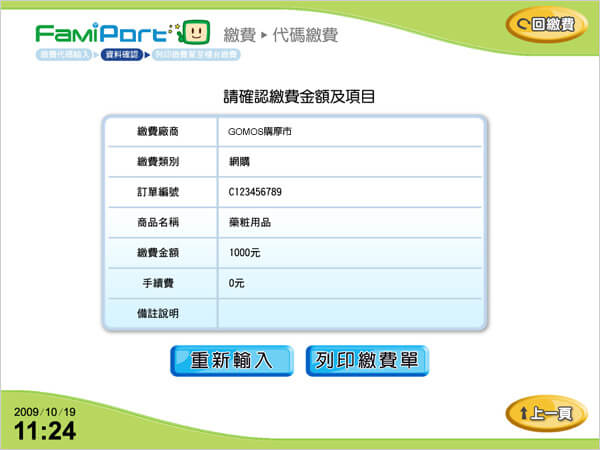 FamiPort 繳費▶代碼繳費
回繳費
繳費代碼輸入 ▶ 資料確認 ▶ 列印繳費單至櫃台繳費
請確認繳費金額及項目
繳費廠商 GOMOS購摩市
繳費類別 網購
訂單編號 C123456789
商品名稱 藥粧用品
繳費金額 1000元
手續費 0元
備註說明
重新輸入 列印繳費單
2009/10/19
11:24
上一頁